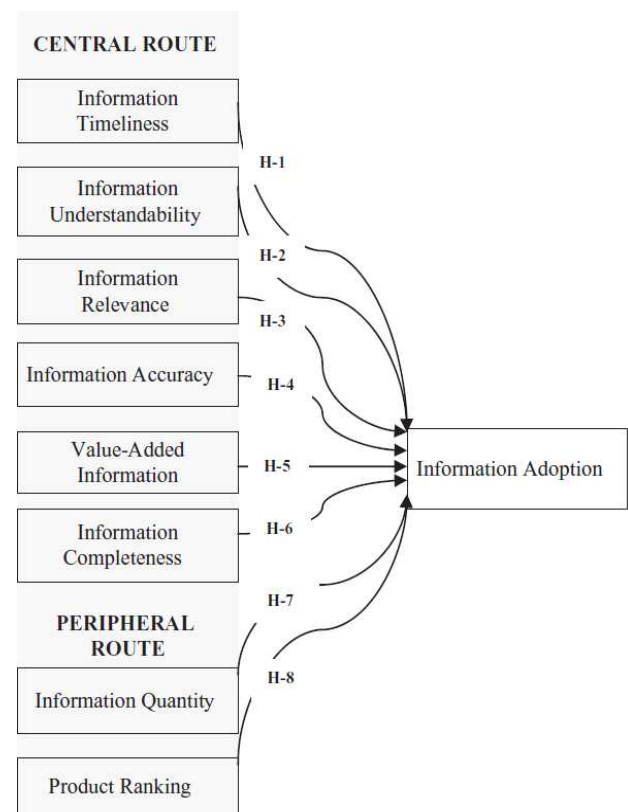 CENTRAL ROUTE
Information
Timeliness
H-1
Information
Understandability
H-2
Information
Relevance
H-3
Information Accuracy
H-4
Value-Added
Information
H-5
Information Adoption
Information
Completeness
H-6
H-7
PERIPHERAL
ROUTE
H-8
Information Quantity
Product Ranking